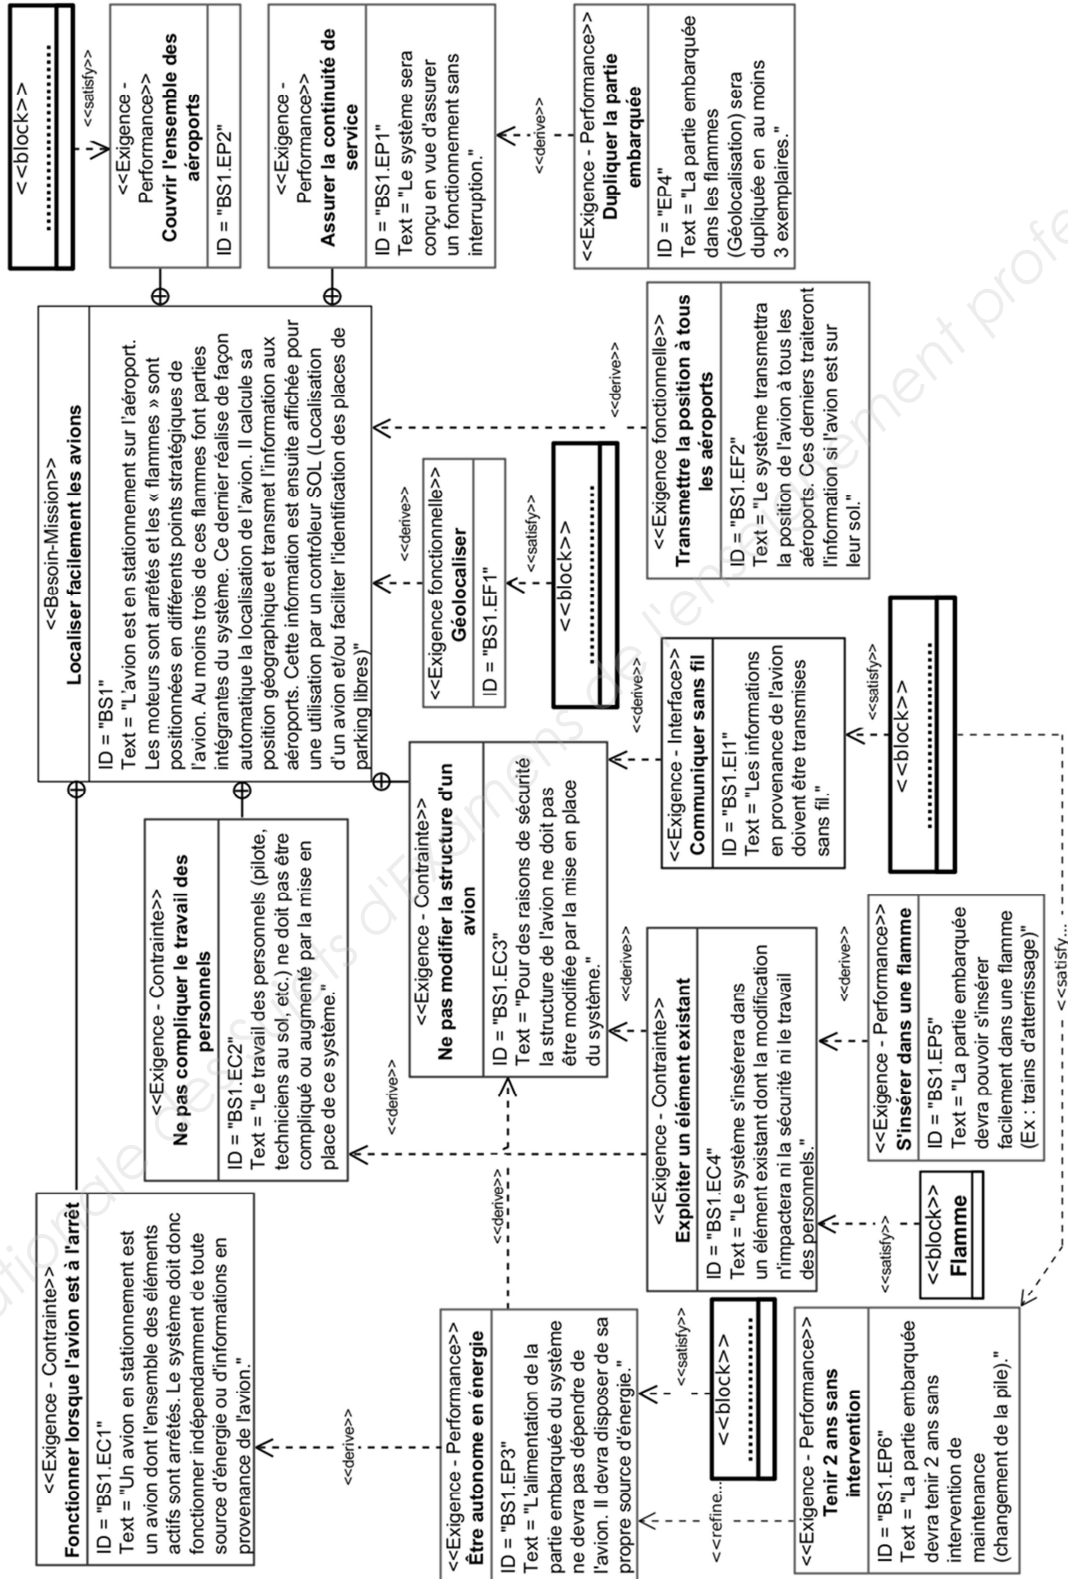 <<block>>
...........................
<<satisfy>>
<<Exigence -
Performance>>
Couvrir l'ensemble des
aéroports
ID = "BS1.EP2"
<<Exigence -
Performance>>
Assurer la continuité de
service
ID = "BS1.EP1"
Text = "Le système sera
conçu en vue d'assurer
un fonctionnement sans
interruption."
<<derive>>
<<Exigence - Performance>>
Dupliquer la partie
embarquée
ID = "EP4"
Text = "La partie embarquée
dans les flammes
(Géolocalisation) sera
dupliquée en au moins
3 exemplaires."
<<Besoin-Mission>>
Localiser facilement les avions
ID = "BS1"
Text = "L'avion est en stationnement sur l'aéroport.
Les moteurs sont arrêtés et les « flammes » sont
positionnées en différents points stratégiques de
l'avion. Au moins trois de ces flammes font parties
intégrantes du système. Ce dernier réalise de façon
automatique la localisation de l'avion. Il calcule sa
position géographique et transmet l'information aux
aéroports. Cette information est ensuite affichée pour
une utilisation par un contrôleur SOL (Localisation
d'un avion et/ou faciliter l'identification des places de
parking libres)"
<<derive>>
<<Exigence fonctionnelle>>
Géolocaliser
ID = "BS1.EF1"
<<satisfy>>
<<block>>
...........................
<<derive>>
<<Exigence fonctionnelle>>
Transmettre la position à tous
les aéroports
ID = "BS1.EF2"
Text = "Le système transmettra
la position de l'avion à tous les
aéroports. Ces derniers traiteront
l'information si l'avion est sur
leur sol."
<<Exigence - Contrainte>>
Ne pas compliquer le travail des
personnels
ID = "BS1.EC2"
Text = "Le travail des personnels (pilote,
techniciens au sol, etc.) ne doit pas être
compliqué ou augmenté par la mise en
place de ce système."
<<derive>>
<<Exigence - Contrainte>>
Ne pas modifier la structure d'un
avion
ID = "BS1.EC3"
Text = "Pour des raisons de sécurité
la structure de l'avion ne doit pas
être modifiée par la mise en place
du système."
<<derive>>
<<derive>>
<<Exigence - Interface>>
Communiquer sans fil
ID = "BS1.EI1"
Text = "Les informations
en provenance de l'avion
doivent être transmises
sans fil."
<<satisfy>>
<<block>>
...........................
<<satisfy...
<<Exigence - Contrainte>>
Exploiter un élément existant
ID = "BS1.EC4"
Text = "Le système s'insérera dans
un élément existant dont la modification
n'impactera ni la sécurité ni le travail
des personnels."
<<derive>>
<<Exigence - Performance>>
S'insérer dans une flamme
ID = "BS1.EP5"
Text = "La partie embarquée
devra pouvoir s'insérer
facilement dans une flamme
(Ex : trains d'atterrissage)"
<<satisfy>>
<<block>>
Flamme
<<Exigence - Contrainte>>
Fonctionner lorsque l'avion est à l'arrêt
ID = "BS1.EC1"
Text = "Un avion en stationnement est
un avion dont l'ensemble des éléments
actifs sont arrêtés. Le système doit donc
fonctionner indépendamment de toute
source d'énergie ou d'informations en
provenance de l'avion."
<<derive>>
<<derive>>
<<Exigence - Performance>>
Être autonome en énergie
ID = "BS1.EP3"
Text = "L'alimentation de la
partie embarquée du système
ne devra pas dépendre de
l'avion. Il devra disposer de sa
propre source d'énergie."
<<satisfy>>
<<block>>
...........................
<<refine...
<<Exigence - Performance>>
Tenir 2 ans sans
intervention
ID = "BS1.EP6"
Text = "La partie embarquée
devra tenir 2 ans sans
intervention de
maintenance
(changement de la pile)."